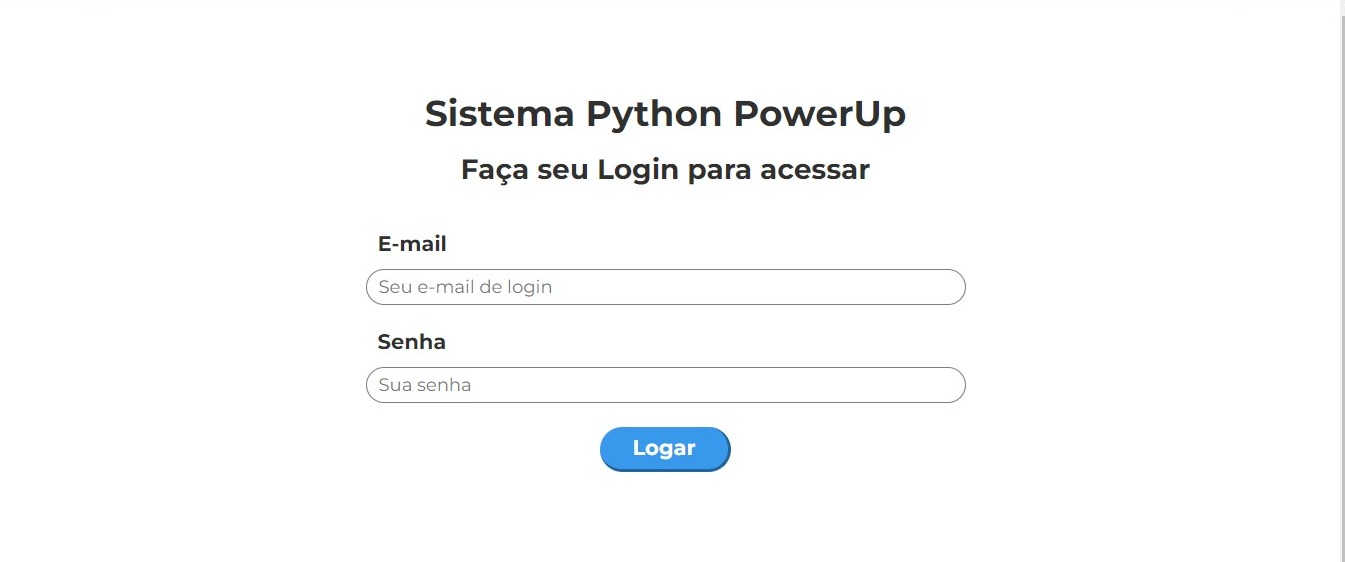 Sistema Python PowerUp
Faça seu Login para acessar
E-mail
Seu e-mail de login
Senha
Sua senha
Logar